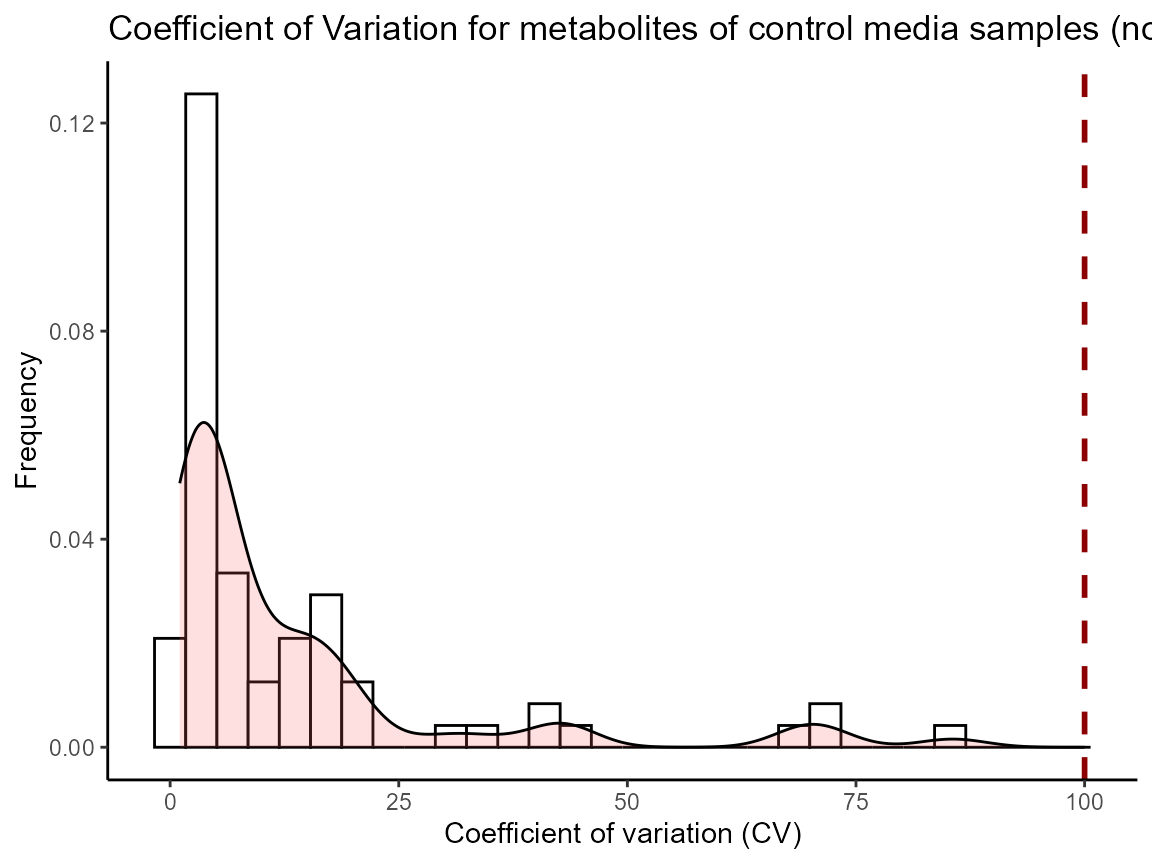 Coefficient of Variation for metabolites of control media samples (no
0.12
0.08
0.04
0.00
Frequency
0 25 50 75 100
Coefficient of variation (CV)